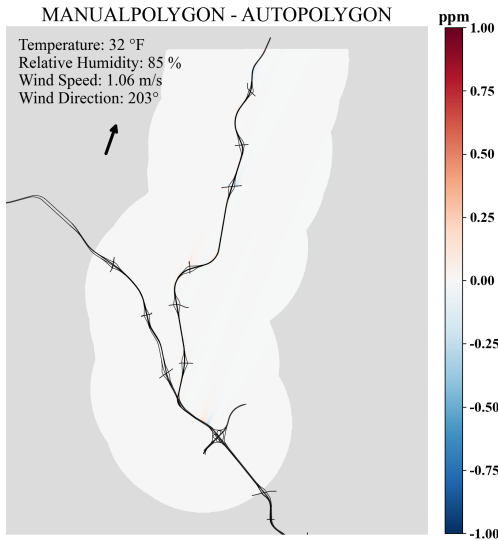 MANUALPOLYGON - AUTOPOLYGON
ppm
Temperature: 32 °F
Relative Humidity: 85 %
Wind Speed: 1.06 m/s
Wind Direction: 203°
1.00
0.75
0.50
0.25
0.00
-0.25
-0.50
-0.75
-1.00